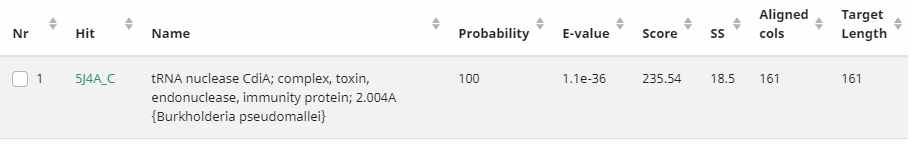 Nr Hit Name Probability E-value Score SS Aligned cols Target Length
1 5J4A_C tRNA nuclease CdiA; complex, toxin, 100 1.1e-36 235.54 18.5 161 161
endonuclease, immunity protein; 2.004A
{Burkholderia pseudomallei}